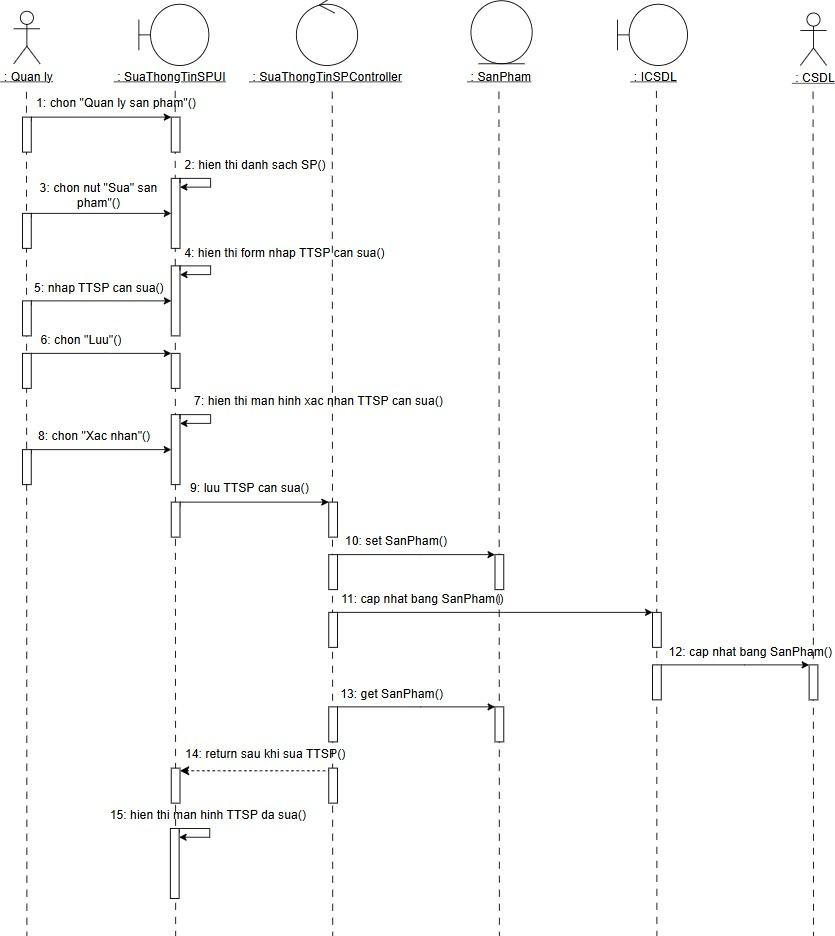 : Quan ly
: SuaThongTinSPUI
: SuaThongTinSPController
: SanPham
: ICSDL
: CSDL
1: chon "Quan ly san pham"()
2: hien thi danh sach SP()
3: chon nut "Sua" san
pham"()
4: hien thi form nhap TTSP can sua()
5: nhap TTSP can sua()
6: chon "Luu"()
7: hien thi man hinh xac nhan TTSP can sua()
8: chon "Xac nhan"()
9: luu TTSP can sua()
10: set SanPham()
11: cap nhat bang SanPham()
12: cap nhat bang SanPham()
13: get SanPham()
14: return sau khi sua TTSP()
15: hien thi man hinh TTSP da sua()